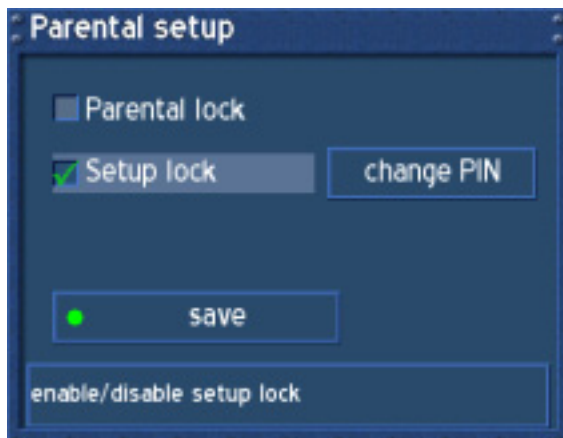 Parental setup
Parental lock
Setup lock
change PIN
save
enable/disable setup lock